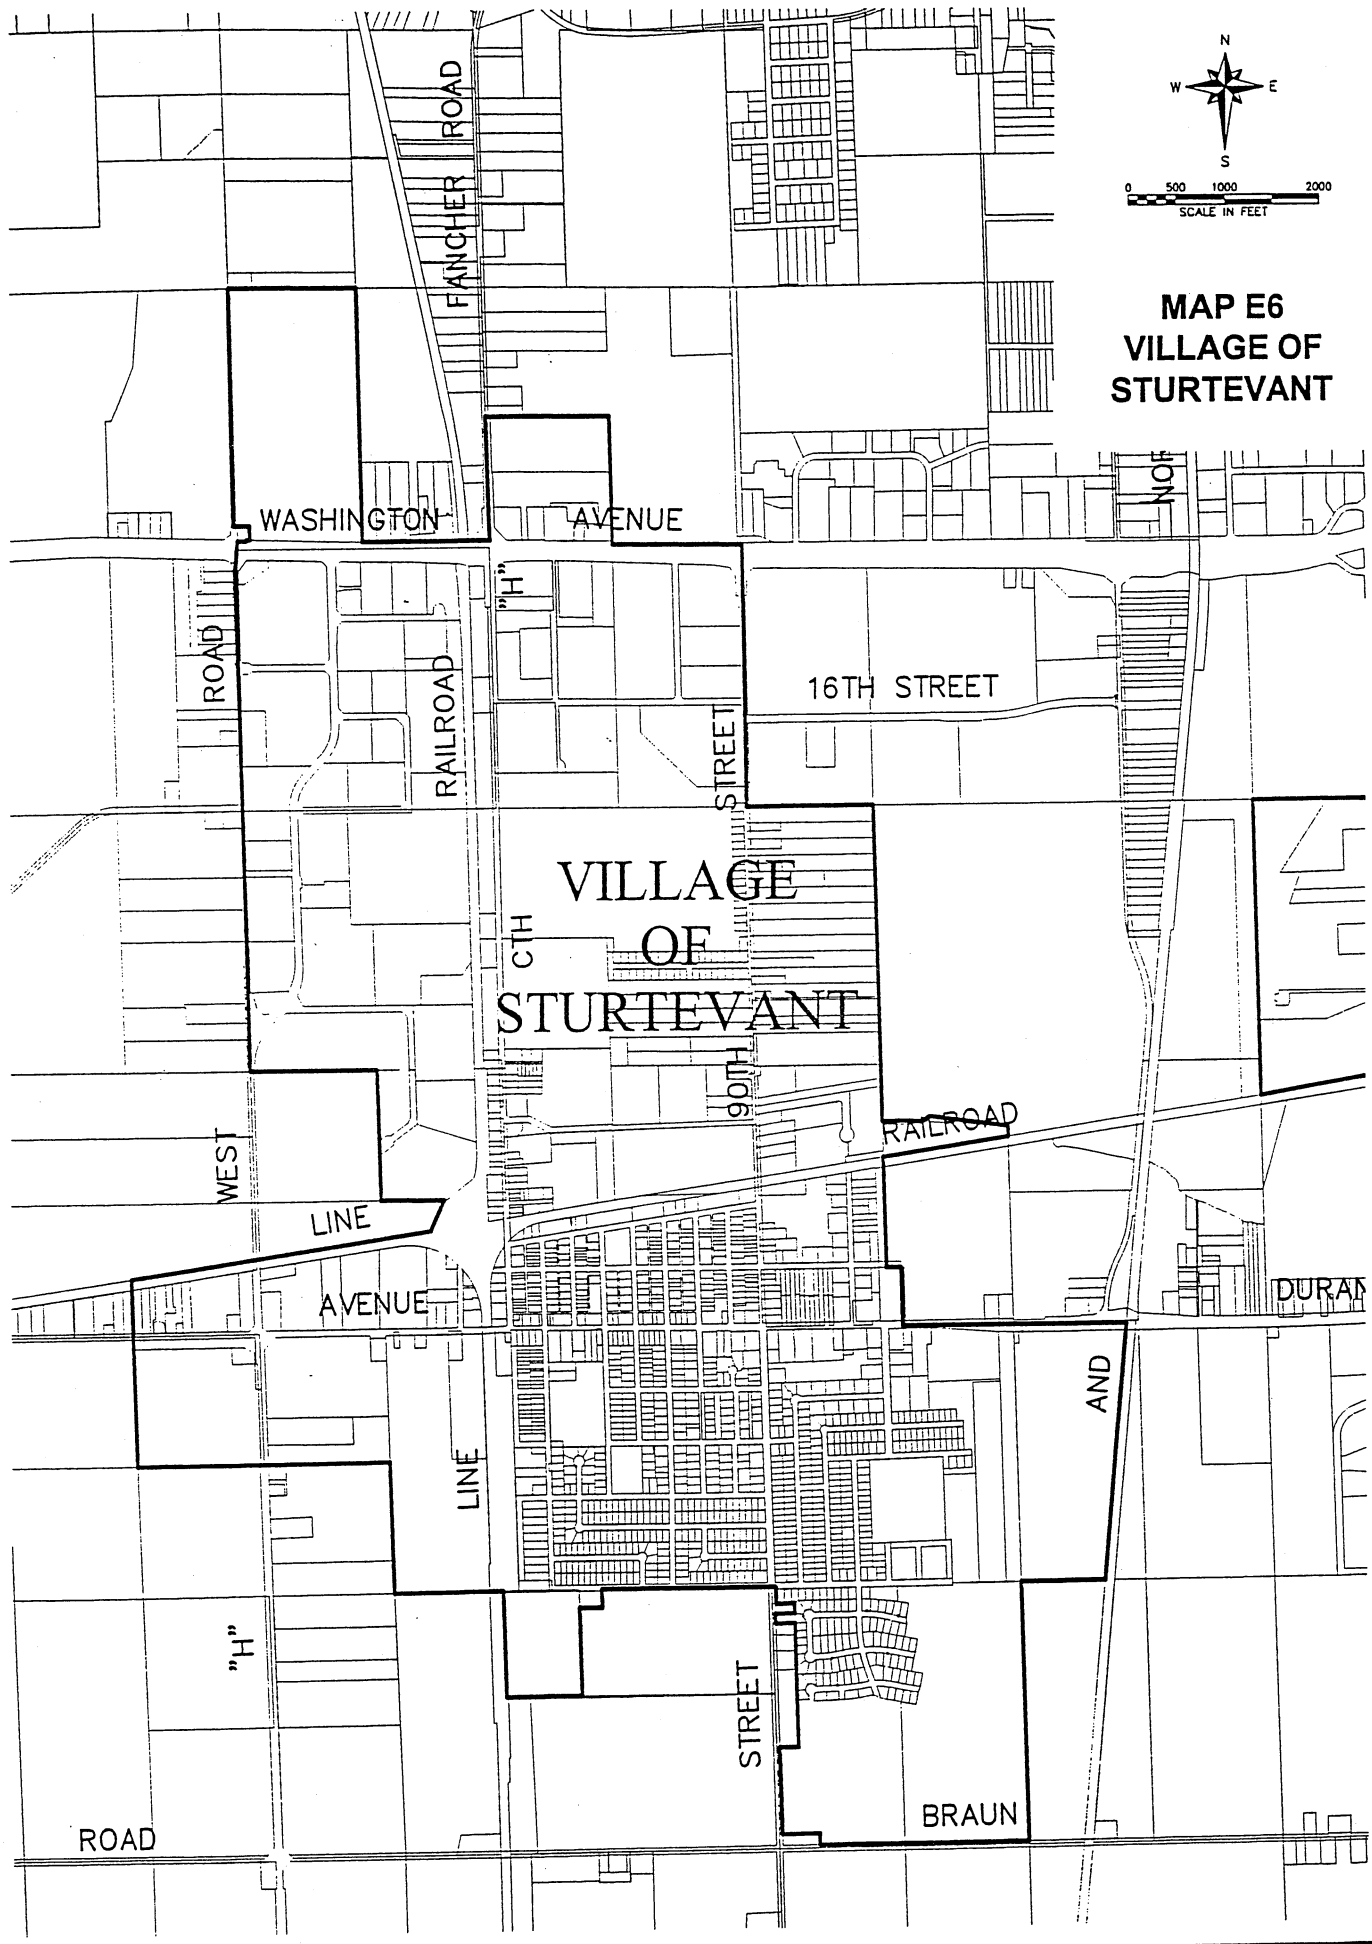 N
W E
S
0 500 1000 2000
SCALE IN FEET
MAP E6
VILLAGE OF
STURTEVANT
FANCHER ROAD
NOR
WASHINGTON AVENUE
"H"
ROAD
RAILROAD
16TH STREET
STREET
VILLAGE
OF
STURTEVANT
CTH
90TH
RAILROAD
WEST
LINE
AVENUE
DURAN
AND
LINE
"H"
STREET
BRAUN
ROAD